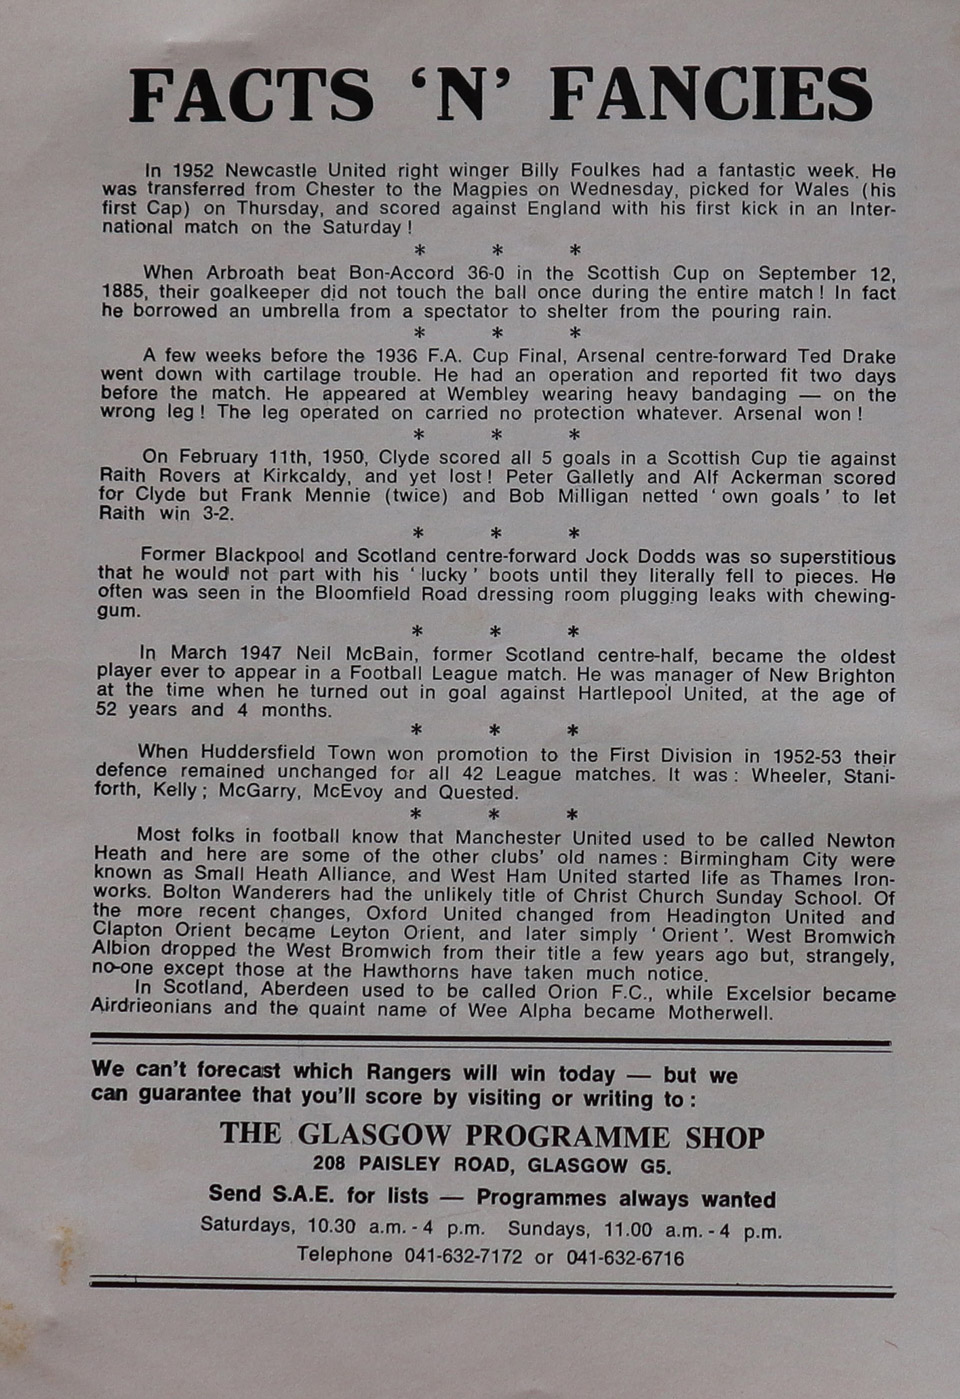 FACTS ‘N’ FANCIES
In 1952 Newcastle United right winger Billy Foulkes had a fantastic week. He
was transferred from Chester to the Magpies on Wednesday, picked for Wales (his
first Cap) on Thursday, and scored against England with his first kick in an Inter-
national match on the Saturday !
* * *
When Arbroath beat Bon-Accord 36-0 in the Scottish Cup on September 12,
1885, their goalkeeper did not touch the ball once during the entire match ! In fact
he borrowed an umbrella from a spectator to shelter from the pouring rain.
* * *
A few weeks before the 1936 F.A. Cup Final, Arsenal centre-forward Ted Drake
went down with cartilage trouble. He had an operation and reported fit two days
before the match. He appeared at Wembley wearing heavy bandaging — on the
wrong leg ! The leg operated on carried no protection whatever. Arsenal won !
* * *
On February 11th, 1950, Clyde scored all 5 goals in a Scottish Cup tie against
Raith Rovers at Kirkcaldy, and yet lost ! Peter Galletly and Alf Ackerman scored
for Clyde but Frank Mennie (twice) and Bob Milligan netted ‘ own goals ’ to let
Raith win 3-2.
* * *
Former Blackpool and Scotland centre-forward Jock Dodds was so superstitious
that he would not part with his ‘ lucky ’ boots until they literally fell to pieces. He
often was seen in the Bloomfield Road dressing room plugging leaks with chewing-
gum.
* * *
In March 1947 Neil McBain, former Scotland centre-half, became the oldest
player ever to appear in a Football League match. He was manager of New Brighton
at the time when he turned out in goal against Hartlepool United, at the age of
52 years and 4 months.
* * *
When Huddersfield Town won promotion to the First Division in 1952-53 their
defence remained unchanged for all 42 League matches. It was : Wheeler, Stani-
forth, Kelly ; McGarry, McEvoy and Quested.
* * *
Most folks in football know that Manchester United used to be called Newton
Heath and here are some of the other clubs’ old names : Birmingham City were
known as Small Heath Alliance, and West Ham United started life as Thames Iron-
works. Bolton Wanderers had the unlikely title of Christ Church Sunday School. Of
the more recent changes, Oxford United changed from Headington United and
Clapton Orient became Leyton Orient, and later simply ‘ Orient ’. West Bromwich
Albion dropped the West Bromwich from their title a few years ago but, strangely,
no-one except those at the Hawthorns have taken much notice.
In Scotland, Aberdeen used to be called Orion F.C., while Excelsior became
Airdrieonians and the quaint name of Wee Alpha became Motherwell.
We can’t forecast which Rangers will win today — but we
can guarantee that you’ll score by visiting or writing to :
THE GLASGOW PROGRAMME SHOP
208 PAISLEY ROAD, GLASGOW G5.
Send S.A.E. for lists — Programmes always wanted
Saturdays, 10.30 a.m. - 4 p.m. Sundays, 11.00 a.m. - 4 p.m.
Telephone 041-632-7172 or 041-632-6716